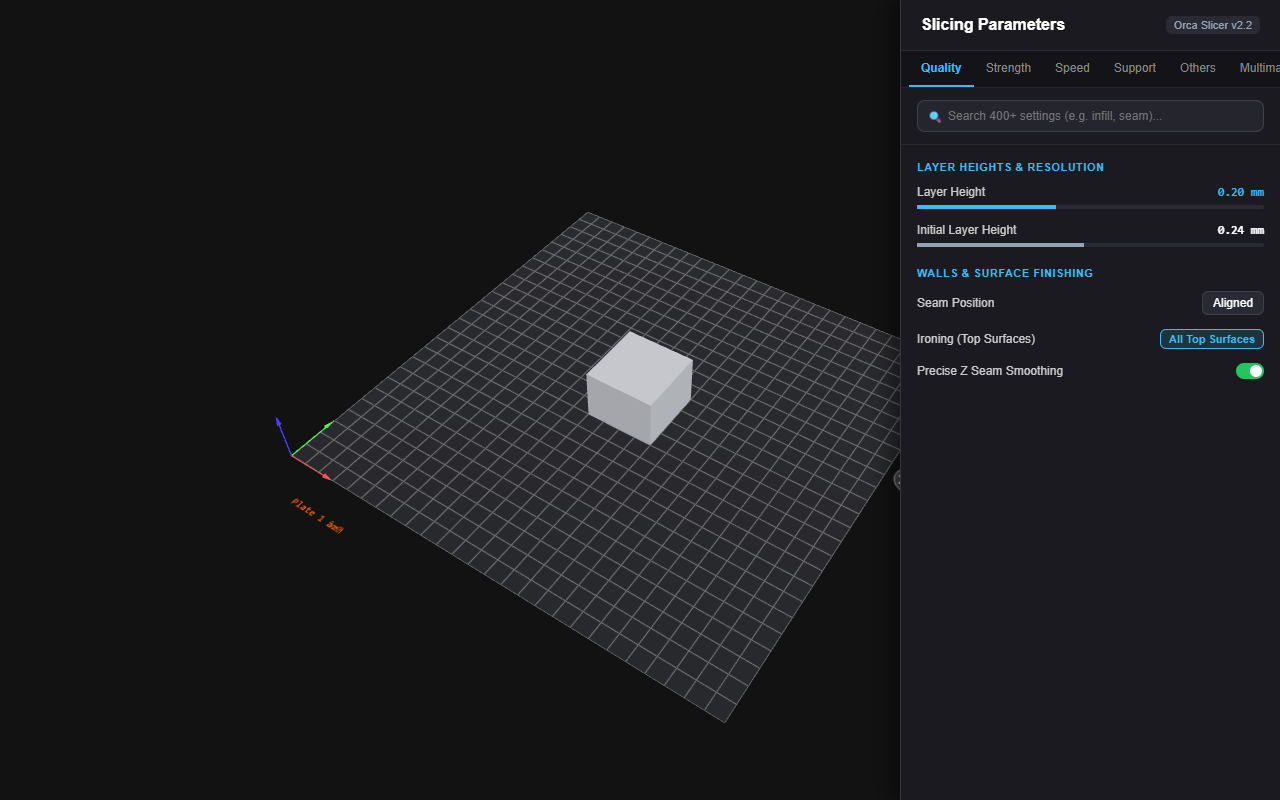 Slicing Parameters
Orca Slicer v2.2
Quality Strength Speed Support Others Multima
Search 400+ settings (e.g. infill, seam)...
LAYER HEIGHTS & RESOLUTION
Layer Height 0.20 mm
Initial Layer Height 0.24 mm
WALLS & SURFACE FINISHING
Seam Position Aligned
Ironing (Top Surfaces) All Top Surfaces
Precise Z Seam Smoothing
Plate 1